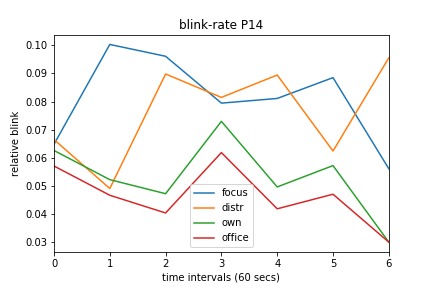 blink-rate P14
0.10
0.09
0.08
0.07
0.06
0.05
0.04
0.03
relative blink
focus
distr
own
office
0 1 2 3 4 5 6
time intervals (60 secs)